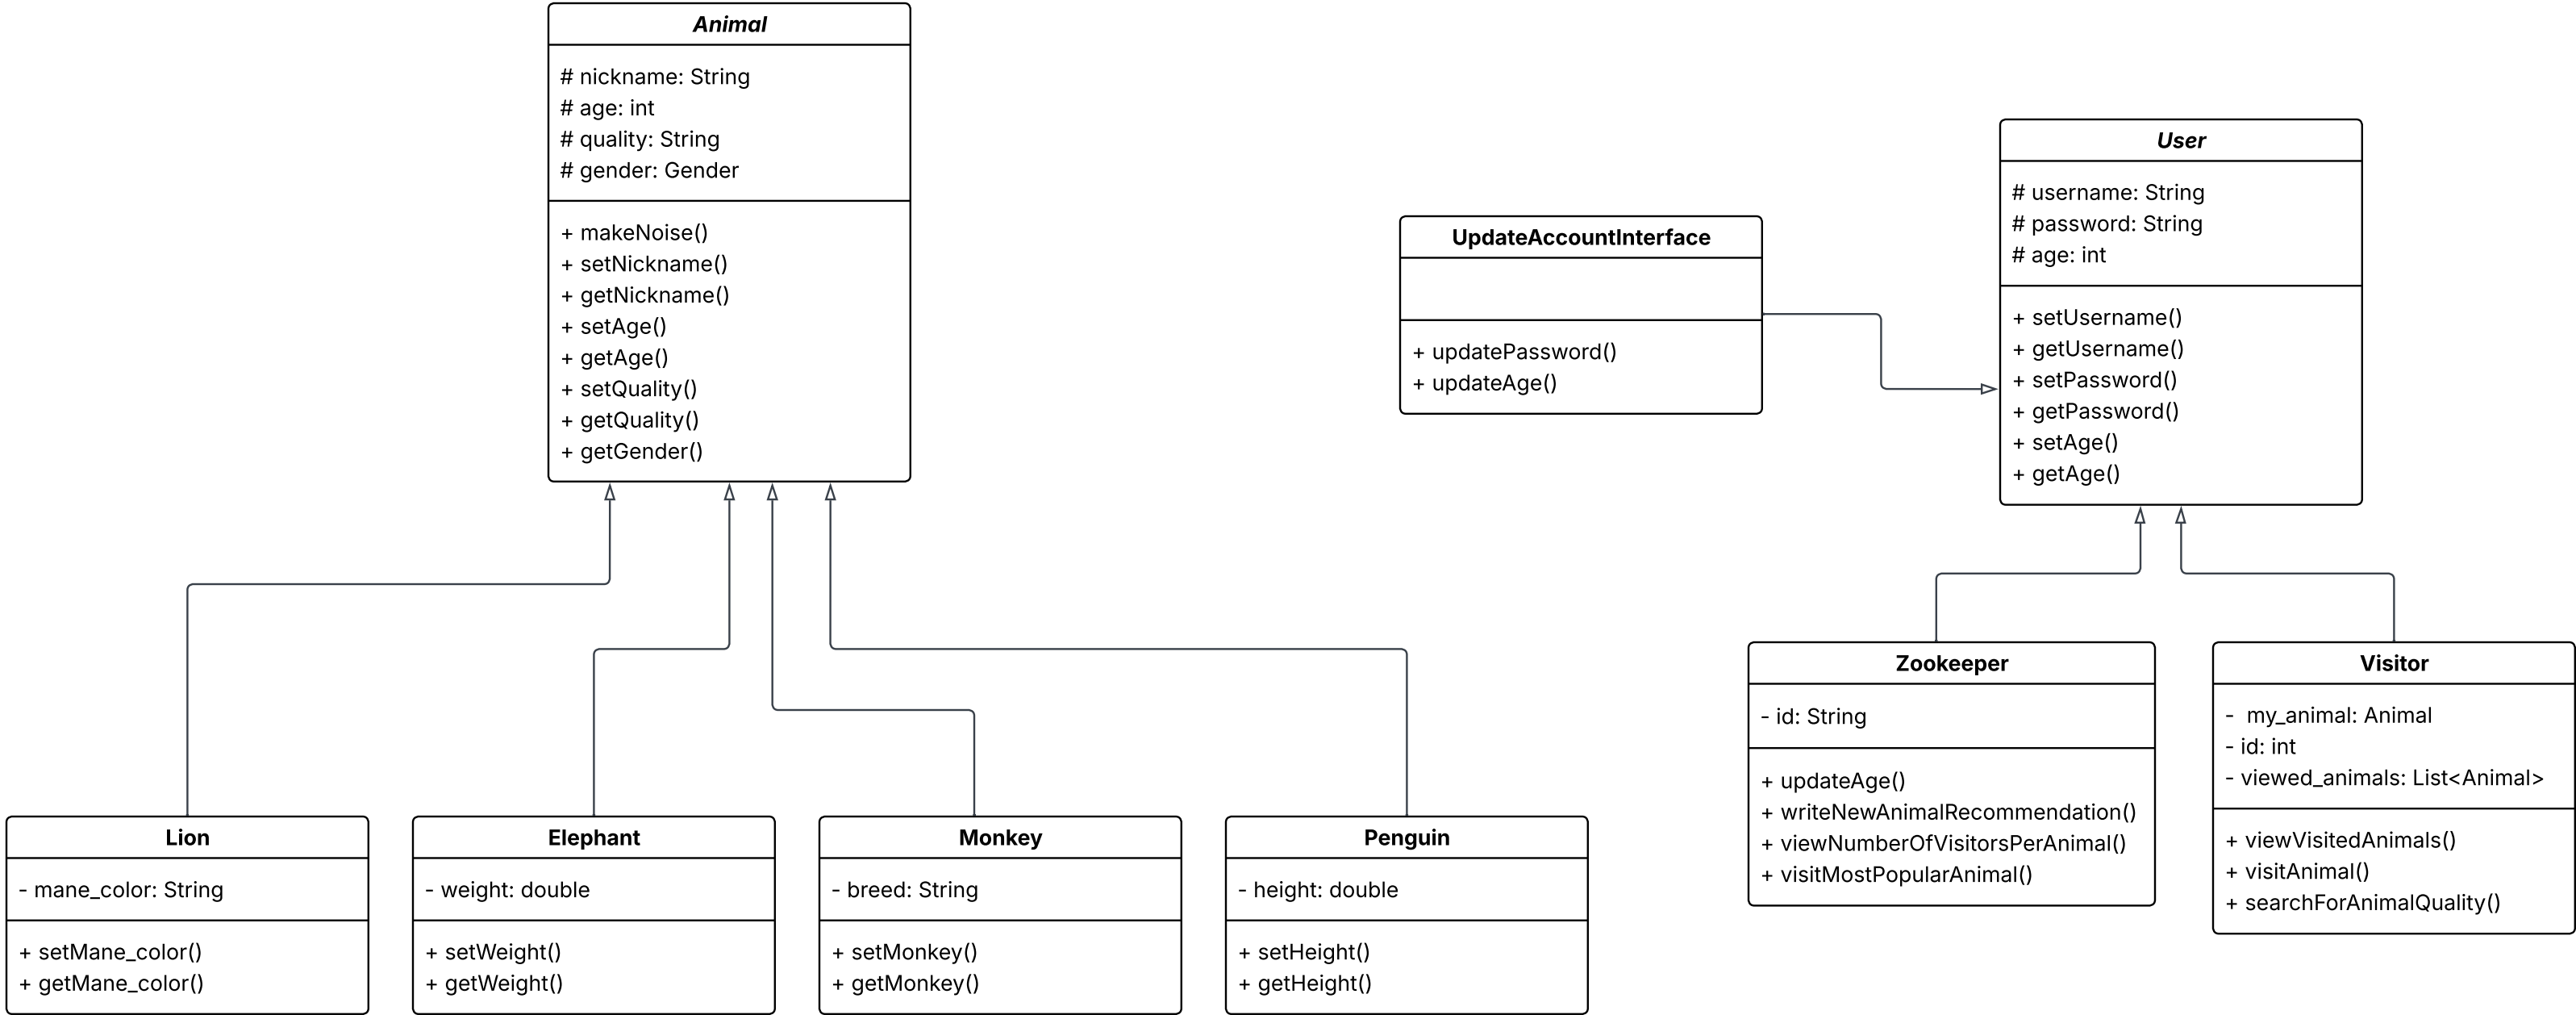 Animal
# nickname: String
# age: int
# quality: String
# gender: Gender
+ makeNoise()
+ setNickname()
+ getNickname()
+ setAge()
+ getAge()
+ setQuality()
+ getQuality()
+ getGender()
UpdateAccountInterface
+ updatePassword()
+ updateAge()
User
# username: String
# password: String
# age: int
+ setUsername()
+ getUsername()
+ setPassword()
+ getPassword()
+ setAge()
+ getAge()
Lion
- mane_color: String
+ setMane_color()
+ getMane_color()
Elephant
- weight: double
+ setWeight()
+ getWeight()
Monkey
- breed: String
+ setMonkey()
+ getMonkey()
Penguin
- height: double
+ setHeight()
+ getHeight()
Zookeeper
- id: String
+ updateAge()
+ writeNewAnimalRecommendation()
+ viewNumberOfVisitorsPerAnimal()
+ visitMostPopularAnimal()
Visitor
- my_animal: Animal
- id: int
- viewed_animals: List<Animal>
+ viewVisitedAnimals()
+ visitAnimal()
+ searchForAnimalQuality()